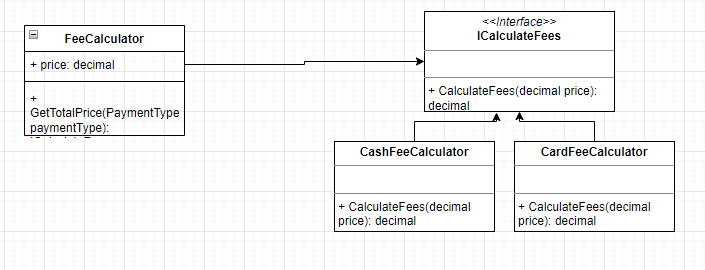 FeeCalculator
+ price: decimal
+
GetTotalPrice(PaymentType
paymentType):
<<Interface>>
ICalculateFees
+ CalculateFees(decimal price):
decimal
CashFeeCalculator
+ CalculateFees(decimal
price): decimal
CardFeeCalculator
+ CalculateFees(decimal
price): decimal